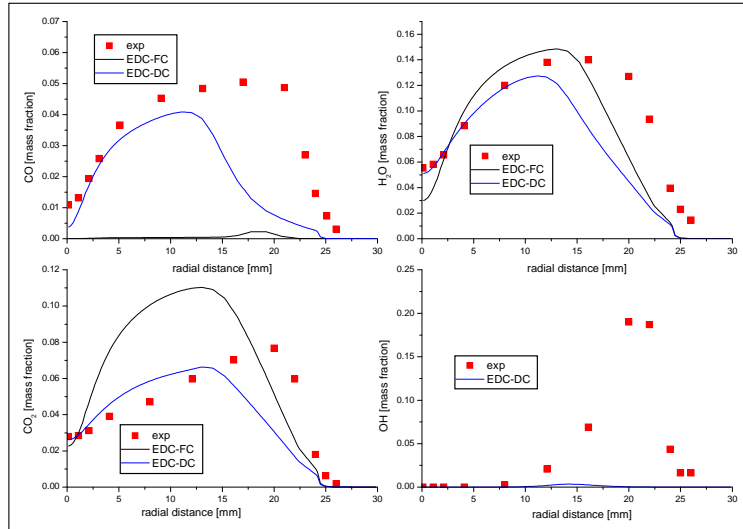 0.07
0.06
0.05
0.04
0.03
0.02
0.01
0.00
CO [mass fraction]
exp
EDC-FC
EDC-DC
0 5 10 15 20 25 30
radial distance [mm]
0.16
0.14
0.12
0.10
0.08
0.06
0.04
0.02
0.00
H₂O [mass fraction]
exp
EDC-FC
EDC-DC
0 5 10 15 20 25 30
radial distance [mm]
0.12
0.10
0.08
0.06
0.04
0.02
0.00
CO₂ [mass fraction]
exp
EDC-FC
EDC-DC
0 5 10 15 20 25 30
radial distance [mm]
0.25
0.20
0.15
0.10
0.05
0.00
OH [mass fraction]
exp
EDC-DC
0 5 10 15 20 25 30
radial distance [mm]